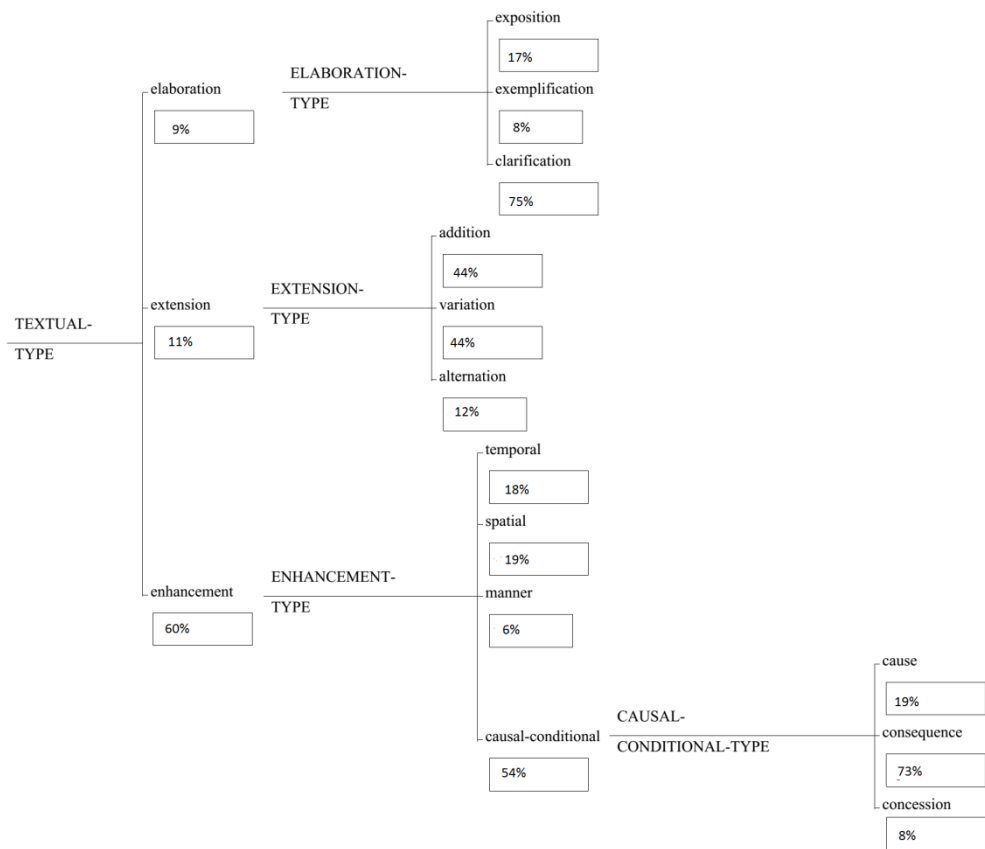 exposition
17%
ELABORATION-
elaboration
exemplification
TYPE
9%
8%
clarification
75%
addition
44%
EXTENSION-
extension
variation
TEXTUAL-
TYPE
11%
44%
TYPE
alternation
12%
temporal
18%
spatial
19%
ENHANCEMENT-
enhancement
manner
TYPE
60%
6%
cause
19%
CAUSAL-
causal-conditional
consequence
CONDITIONAL-TYPE
54%
73%
concession
8%